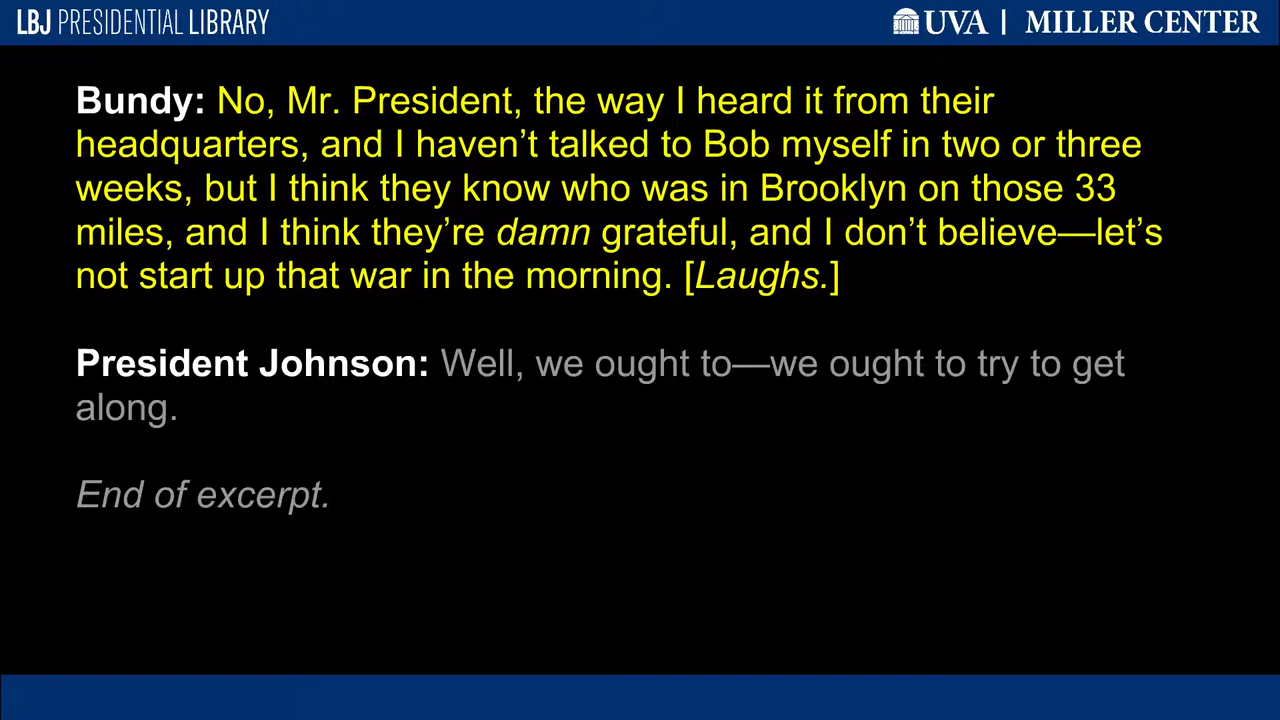 LBJ PRESIDENTIAL LIBRARY
UVA | MILLER CENTER
Bundy: No, Mr. President, the way I heard it from their
headquarters, and I haven’t talked to Bob myself in two or three
weeks, but I think they know who was in Brooklyn on those 33
miles, and I think they’re damn grateful, and I don’t believe—let’s
not start up that war in the morning. [Laughs.]
President Johnson: Well, we ought to—we ought to try to get
along.
End of excerpt.